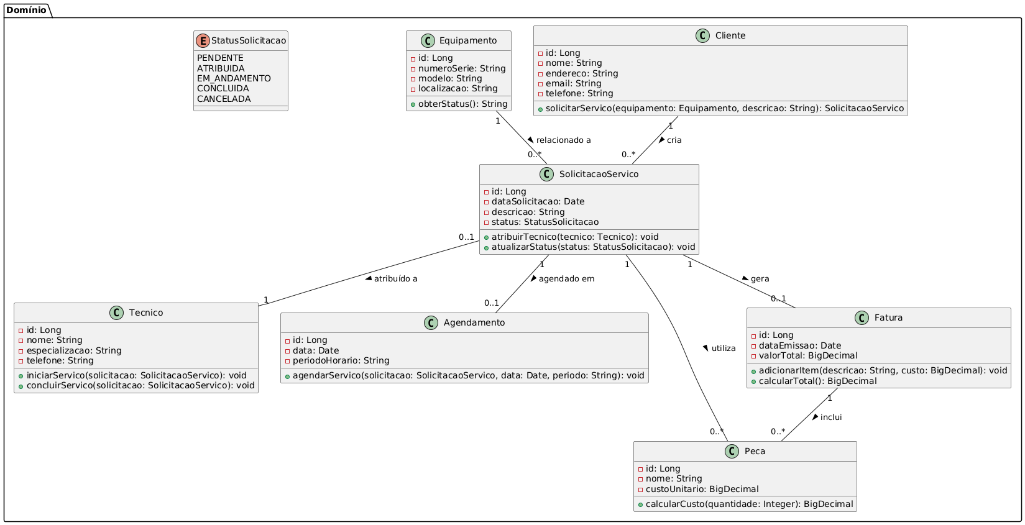 Domínio
E StatusSolicitacao
PENDENTE
ATRIBUIDA
EM_ANDAMENTO
CONCLUIDA
CANCELADA
C Equipamento
id: Long
numeroSerie: String
modelo: String
localizacao: String
obterStatus(): String
C Cliente
id: Long
nome: String
endereco: String
email: String
telefone: String
solicitarServico(equipamento: Equipamento, descricao: String): SolicitacaoServico
1
relacionado a
0..*
1
cria
0..*
C SolicitacaoServico
id: Long
dataSolicitacao: Date
descricao: String
status: StatusSolicitacao
atribuirTecnico(tecnico: Tecnico): void
atualizarStatus(status: StatusSolicitacao): void
0..1
atribuído a
1
1
agendado em
0..1
1
utiliza
0..*
1
gera
0..1
C Tecnico
id: Long
nome: String
especializacao: String
telefone: String
iniciarServico(solicitacao: SolicitacaoServico): void
concluirServico(solicitacao: SolicitacaoServico): void
C Agendamento
id: Long
data: Date
periodoHorario: String
agendarServico(solicitacao: SolicitacaoServico, data: Date, periodo: String): void
C Fatura
id: Long
dataEmissao: Date
valorTotal: BigDecimal
adicionarItem(descricao: String, custo: BigDecimal): void
calcularTotal(): BigDecimal
1
inclui
0..*
C Peca
id: Long
nome: String
custoUnitario: BigDecimal
calcularCusto(quantidade: Integer): BigDecimal